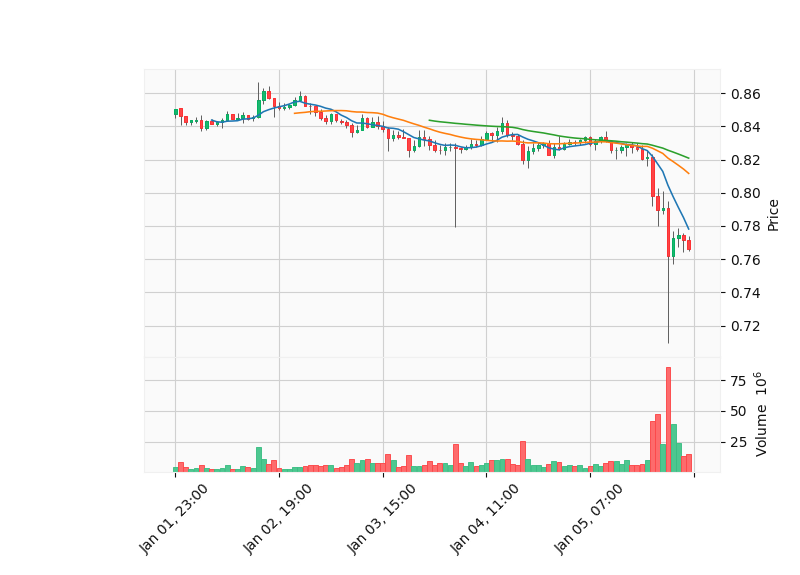 0.86
0.84
0.82
0.80
0.78
0.76
0.74
0.72
Price
75
50
25
Volume 10^6
Jan 01, 23:00
Jan 02, 19:00
Jan 03, 15:00
Jan 04, 11:00
Jan 05, 07:00